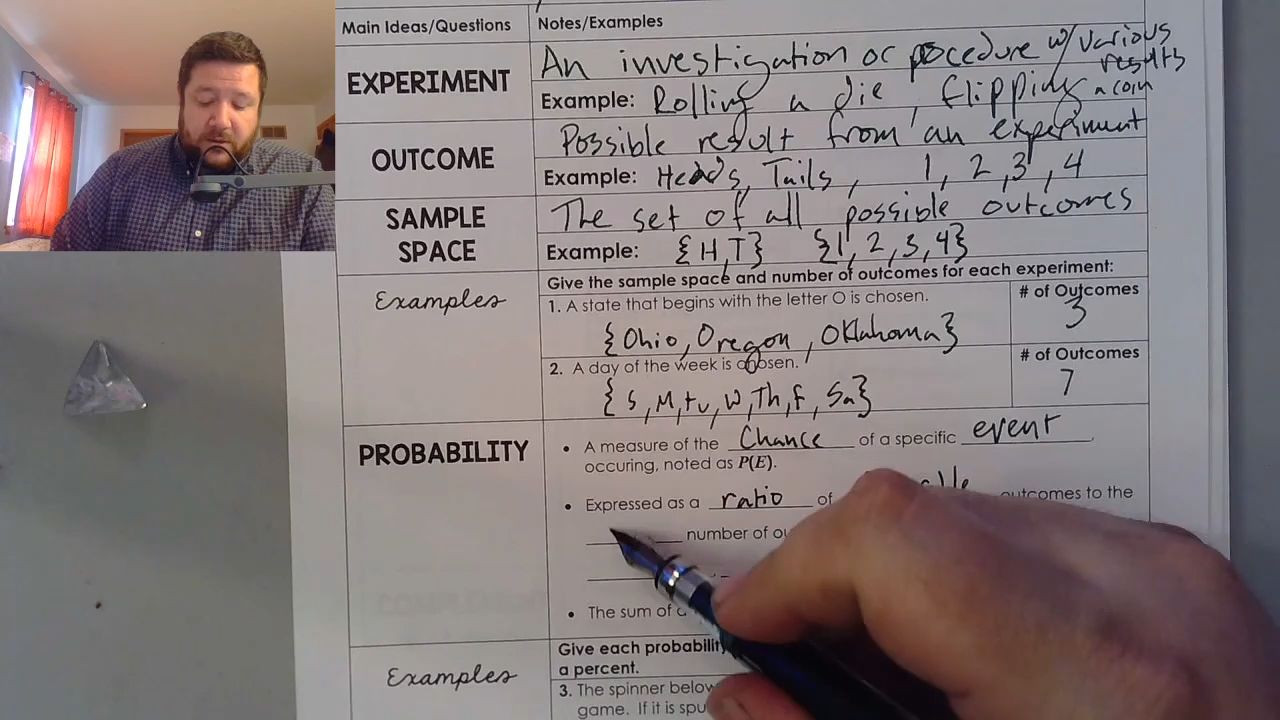 Main Ideas/Questions Notes/Examples
EXPERIMENT
An investigation or pocedure w/ various results
Example: Rolling a die, flipping a coin
OUTCOME
Possible result from an experiment
Example: Heads, Tails, 1, 2, 3, 4
SAMPLE SPACE
The set of all possible outcomes
Example: {H,T} {1, 2, 3, 4}
Examples
Give the sample space and number of outcomes for each experiment:
1. A state that begins with the letter O is chosen.
# of Outcomes
{Ohio, Oregon, Oklahoma}
3
2. A day of the week is chosen.
# of Outcomes
{S, M, tu, W, Th, F, Sa}
7
PROBABILITY
• A measure of the Chance of a specific event
occuring, noted as P(E).
• Expressed as a ratio of outcomes to the
number of
• The sum of
Examples
Give each probability
a percent.
3. The spinner below
game. If it is